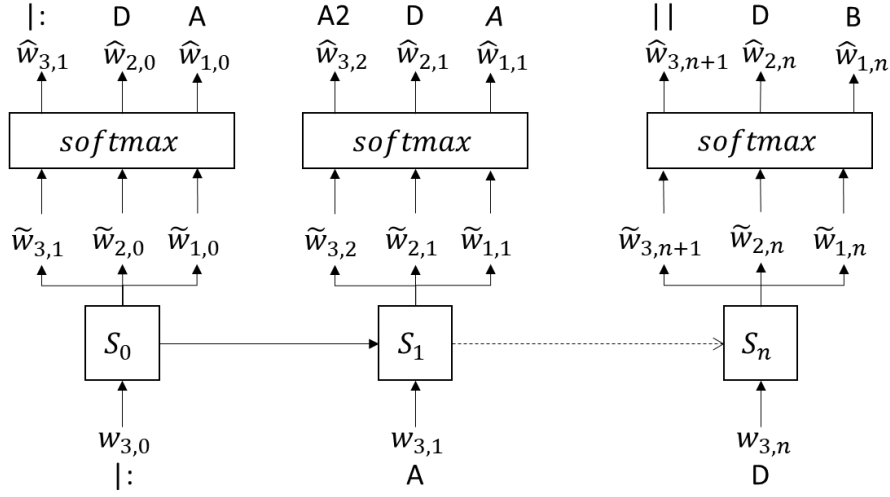 |: D A A2 D A || D B
ŵ₃,₁ ŵ₂,₀ ŵ₁,₀ ŵ₃,₂ ŵ₂,₁ ŵ₁,₁ ŵ₃,ₙ₊₁ ŵ₂,ₙ ŵ₁,ₙ
softmax softmax softmax
w̃₃,₁ w̃₂,₀ w̃₁,₀ w̃₃,₂ w̃₂,₁ w̃₁,₁ w̃₃,ₙ₊₁ w̃₂,ₙ w̃₁,ₙ
S₀ S₁ Sₙ
w₃,₀ w₃,₁ w₃,ₙ
|: A D